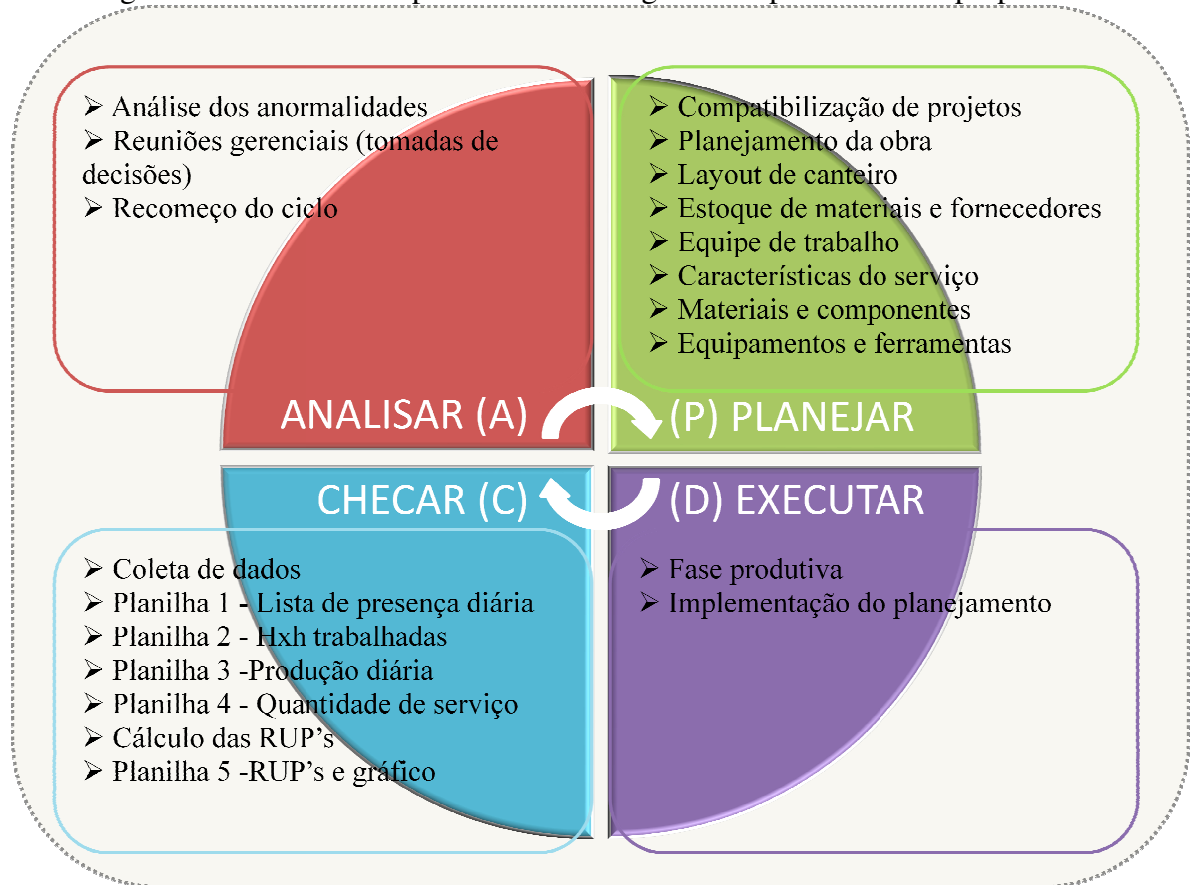 ➢ Análise dos anormalidades
➢ Reuniões gerenciais (tomadas de
decisões)
➢ Recomeço do ciclo
➢ Compatibilização de projetos
➢ Planejamento da obra
➢ Layout de canteiro
➢ Estoque de materiais e fornecedores
➢ Equipe de trabalho
➢ Características do serviço
➢ Materiais e componentes
➢ Equipamentos e ferramentas
ANALISAR (A)
(P) PLANEJAR
CHECAR (C)
(D) EXECUTAR
➢ Coleta de dados
➢ Planilha 1 - Lista de presença diária
➢ Planilha 2 - Hxh trabalhadas
➢ Planilha 3 -Produção diária
➢ Planilha 4 - Quantidade de serviço
➢ Cálculo das RUP’s
➢ Planilha 5 -RUP’s e gráfico
➢ Fase produtiva
➢ Implementação do planejamento